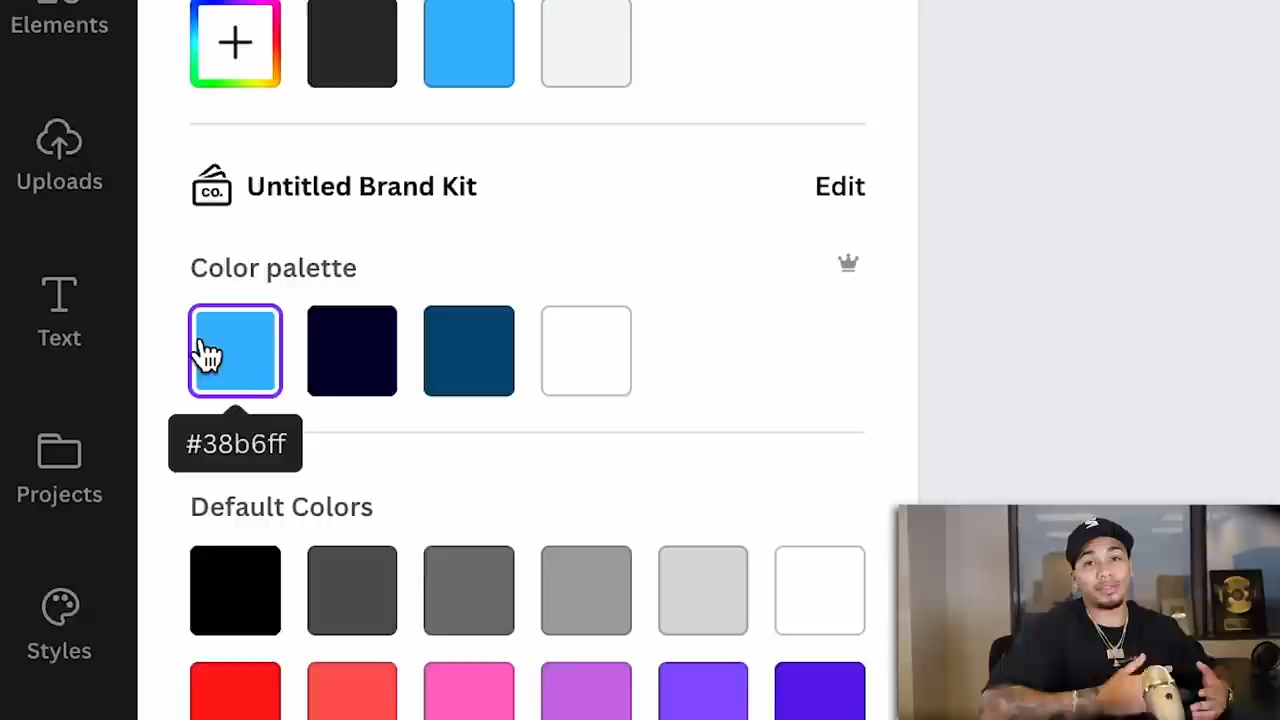 Elements
Uploads
CO.
Untitled Brand Kit
Edit
Color palette
Text
#38b6ff
Projects
Default Colors
Styles